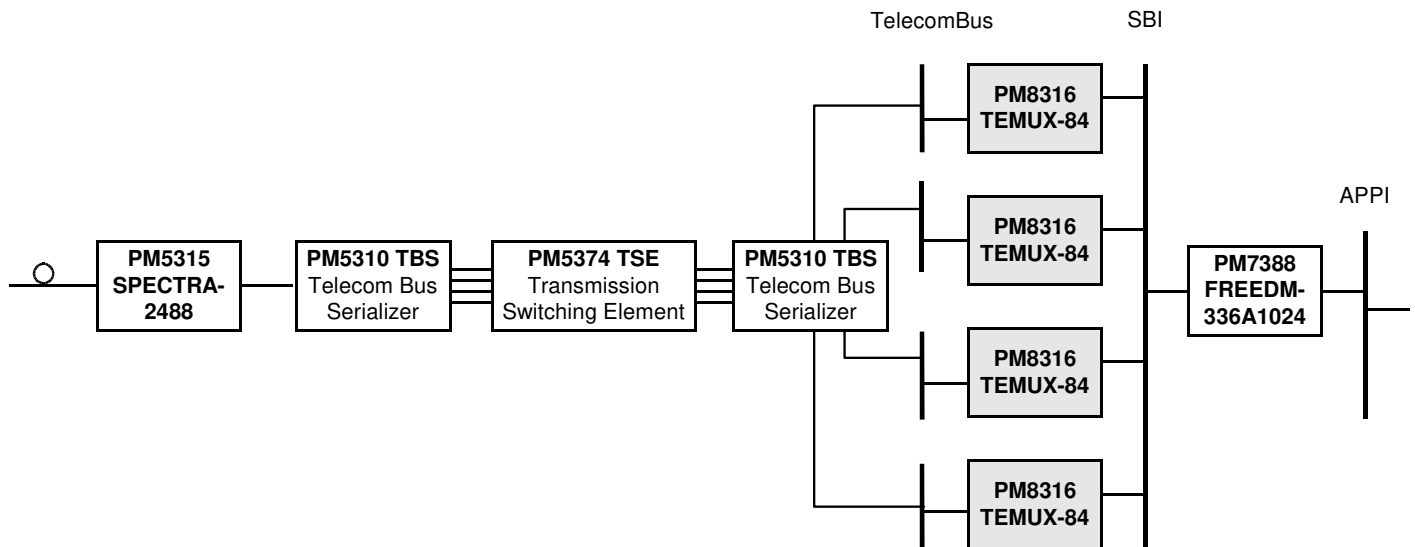 TelecomBus
SBI
PM8316
TEMUX-84
PM8316
TEMUX-84
APPI
PM5315
SPECTRA-
2488
PM5310 TBS
Telecom Bus
Serializer
PM5374 TSE
Transmission
Switching Element
PM5310 TBS
Telecom Bus
Serializer
PM7388
FREEDM-
336A1024
PM8316
TEMUX-84
PM8316
TEMUX-84